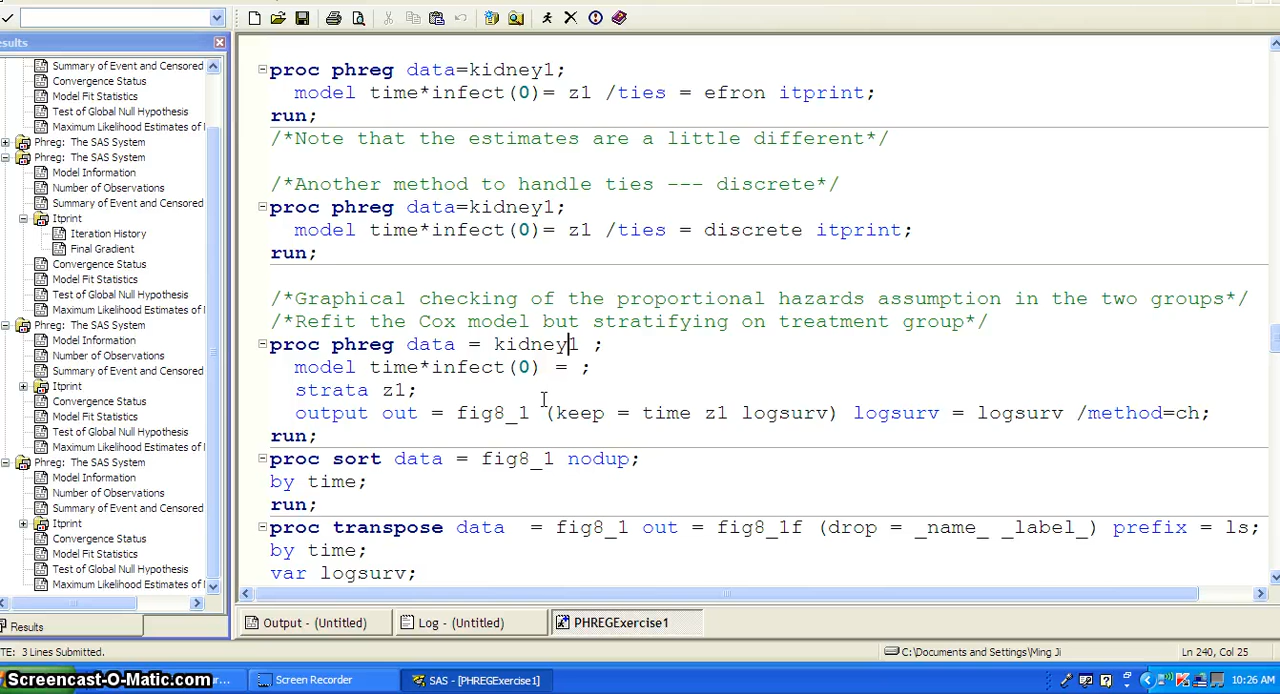 esults
Summary of Event and Censored
Convergence Status
Model Fit Statistics
Test of Global Null Hypothesis
Maximum Likelihood Estimates of
Phreg: The SAS System
Phreg: The SAS System
Model Information
Number of Observations
Summary of Event and Censored
Itprint
Iteration History
Final Gradient
Convergence Status
Model Fit Statistics
Test of Global Null Hypothesis
Maximum Likelihood Estimates of
Phreg: The SAS System
Model Information
Number of Observations
Itprint
Convergence Status
Model Fit Statistics
Test of Global Null Hypothesis
Maximum Likelihood Estimates of
Phreg: The SAS System
Model Information
Number of Observations
Summary of Event and Censored
Itprint
Convergence Status
Model Fit Statistics
Test of Global Null Hypothesis
Maximum Likelihood Estimates of
Results
proc phreg data=kidney1;
model time*infect(0)= z1 /ties = efron itprint;
run;
/*Note that the estimates are a little different*/
/*Another method to handle ties --- discrete*/
proc phreg data=kidney1;
model time*infect(0)= z1 /ties = discrete itprint;
run;
/*Graphical checking of the proportional hazards assumption in the two groups*/
/*Refit the Cox model but stratifying on treatment group*/
proc phreg data = kidney1 ;
model time*infect(0) = ;
strata z1;
output out = fig8_1 (keep = time z1 logsurv) logsurv = logsurv /method=ch;
run;
proc sort data = fig8_1 nodup;
by time;
run;
proc transpose data  = fig8_1 out = fig8_1f (drop = _name_ _label_) prefix = ls;
by time;
var logsurv;
Output - (Untitled)
Log - (Untitled)
PHREGExercise1
TE: 3 Lines Submitted.
C:\Documents and Settings\Ming Ji
Ln 240, Col 25
Screencast-O-Matic.com
Screen Recorder
SAS - [PHREGExercise1]
10:26 AM